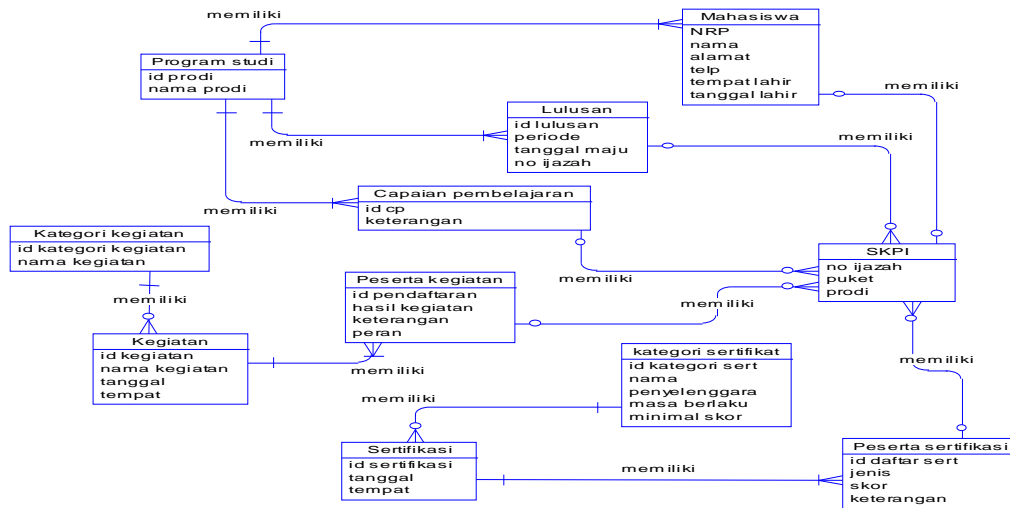 memiliki
Mahasiswa
NRP
nama
alamat
telp
tempat lahir
tanggal lahir
Program studi
id prodi
nama prodi
memiliki
Lulusan
id lulusan
periode
tanggal maju
no ijazah
memiliki
memiliki
Capaian pembelajaran
id cp
keterangan
memiliki
Kategori kegiatan
id kategori kegiatan
nama kegiatan
SKPI
no ijazah
puket
prodi
memiliki
Peserta kegiatan
id pendaftaran
hasil kegiatan
keterangan
peran
memiliki
memiliki
Kegiatan
id kegiatan
nama kegiatan
tanggal
tempat
memiliki
kategori sertifikat
id kategori sert
nama
penyelenggara
masa berlaku
minimal skor
memiliki
memiliki
Sertifikasi
id sertifikasi
tanggal
tempat
memiliki
Peserta sertifikasi
id daftar sert
jenis
skor
keterangan